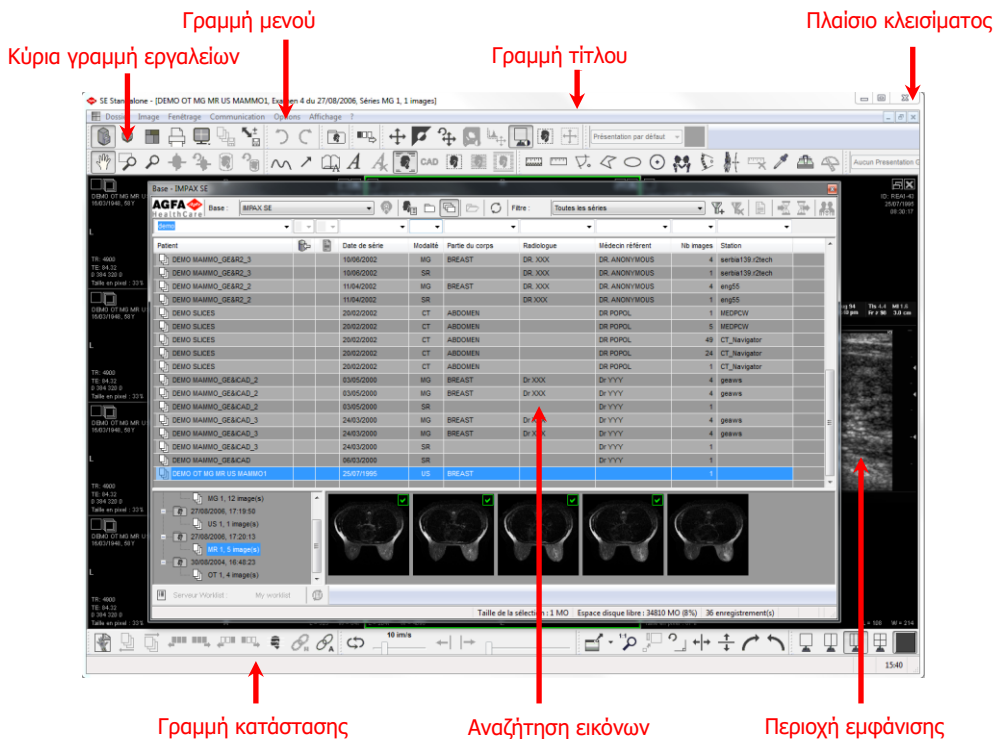 Γραμμή μενού
Πλαίσιο κλεισίματος
Κύρια γραμμή εργαλείων
Γραμμή τίτλου
SE Standalone - [DEMO OT MG MR US MAMMO1, Examen 4 du 27/08/2006, Séries MG 1, 1 images]
Dossier Image Fenêtrage Communication Options Affichage ?
Présentation par défaut
CAD
Aucun Presentation
Base - IMPAX SE
AGFA HealthCare Base : IMPAX SE Filtre : Toutes les séries
demo
Patient Date de série Modalité Partie du corps Radiologue Médecin référent Nb images Station
DEMO MAMMO_GE&R2_3 10/06/2002 MG BREAST DR. XXX DR. ANONYMOUS 4 serbia139.r2tech
DEMO MAMMO_GE&R2_3 10/06/2002 SR DR. XXX DR. ANONYMOUS 1 serbia139.r2tech
DEMO MAMMO_GE&R2_2 11/04/2002 MG BREAST DR. XXX DR. ANONYMOUS 4 eng55
DEMO MAMMO_GE&R2_2 11/04/2002 SR DR XXX DR. ANONYMOUS 1 eng55
DEMO SLICES 20/02/2002 CT ABDOMEN DR POPOL 1 MEDPCW
DEMO SLICES 20/02/2002 CT ABDOMEN DR POPOL 5 MEDPCW
DEMO SLICES 20/02/2002 CT ABDOMEN DR POPOL 49 CT_Navigator
DEMO SLICES 20/02/2002 CT ABDOMEN DR POPOL 24 CT_Navigator
DEMO SLICES 20/02/2002 CT ABDOMEN DR POPOL 1 CT_Navigator
DEMO MAMMO_GE&iCAD_2 03/05/2000 MG BREAST Dr XXX Dr YYY 4 geaws
DEMO MAMMO_GE&iCAD_2 03/05/2000 MG BREAST Dr XXX Dr YYY 4 geaws
DEMO MAMMO_GE&iCAD_2 03/05/2000 SR Dr YYY 1
DEMO MAMMO_GE&iCAD_3 24/03/2000 MG BREAST Dr XXX Dr YYY 4 geaws
DEMO MAMMO_GE&iCAD_3 24/03/2000 MG BREAST Dr XXX Dr YYY 4 geaws
DEMO MAMMO_GE&iCAD_3 24/03/2000 SR Dr YYY 1
DEMO MAMMO_GE&iCAD 06/03/2000 SR Dr YYY 1
DEMO OT MG MR US MAMMO1 25/07/1995 US BREAST 1
MG 1, 12 image(s)
27/08/2006, 17:19:50
US 1, 1 image(s)
27/08/2006, 17:20:13
MR 1, 5 image(s)
30/08/2004, 16:48:23
OT 1, 4 image(s)
Serveur Worklist : My worklist
Taille de la sélection : 1 MO Espace disque libre : 34810 MO (8%) 36 enregistrement(s)
10 im/s
15:40
Γραμμή κατάστασης
Αναζήτηση εικόνων
Περιοχή εμφάνισης